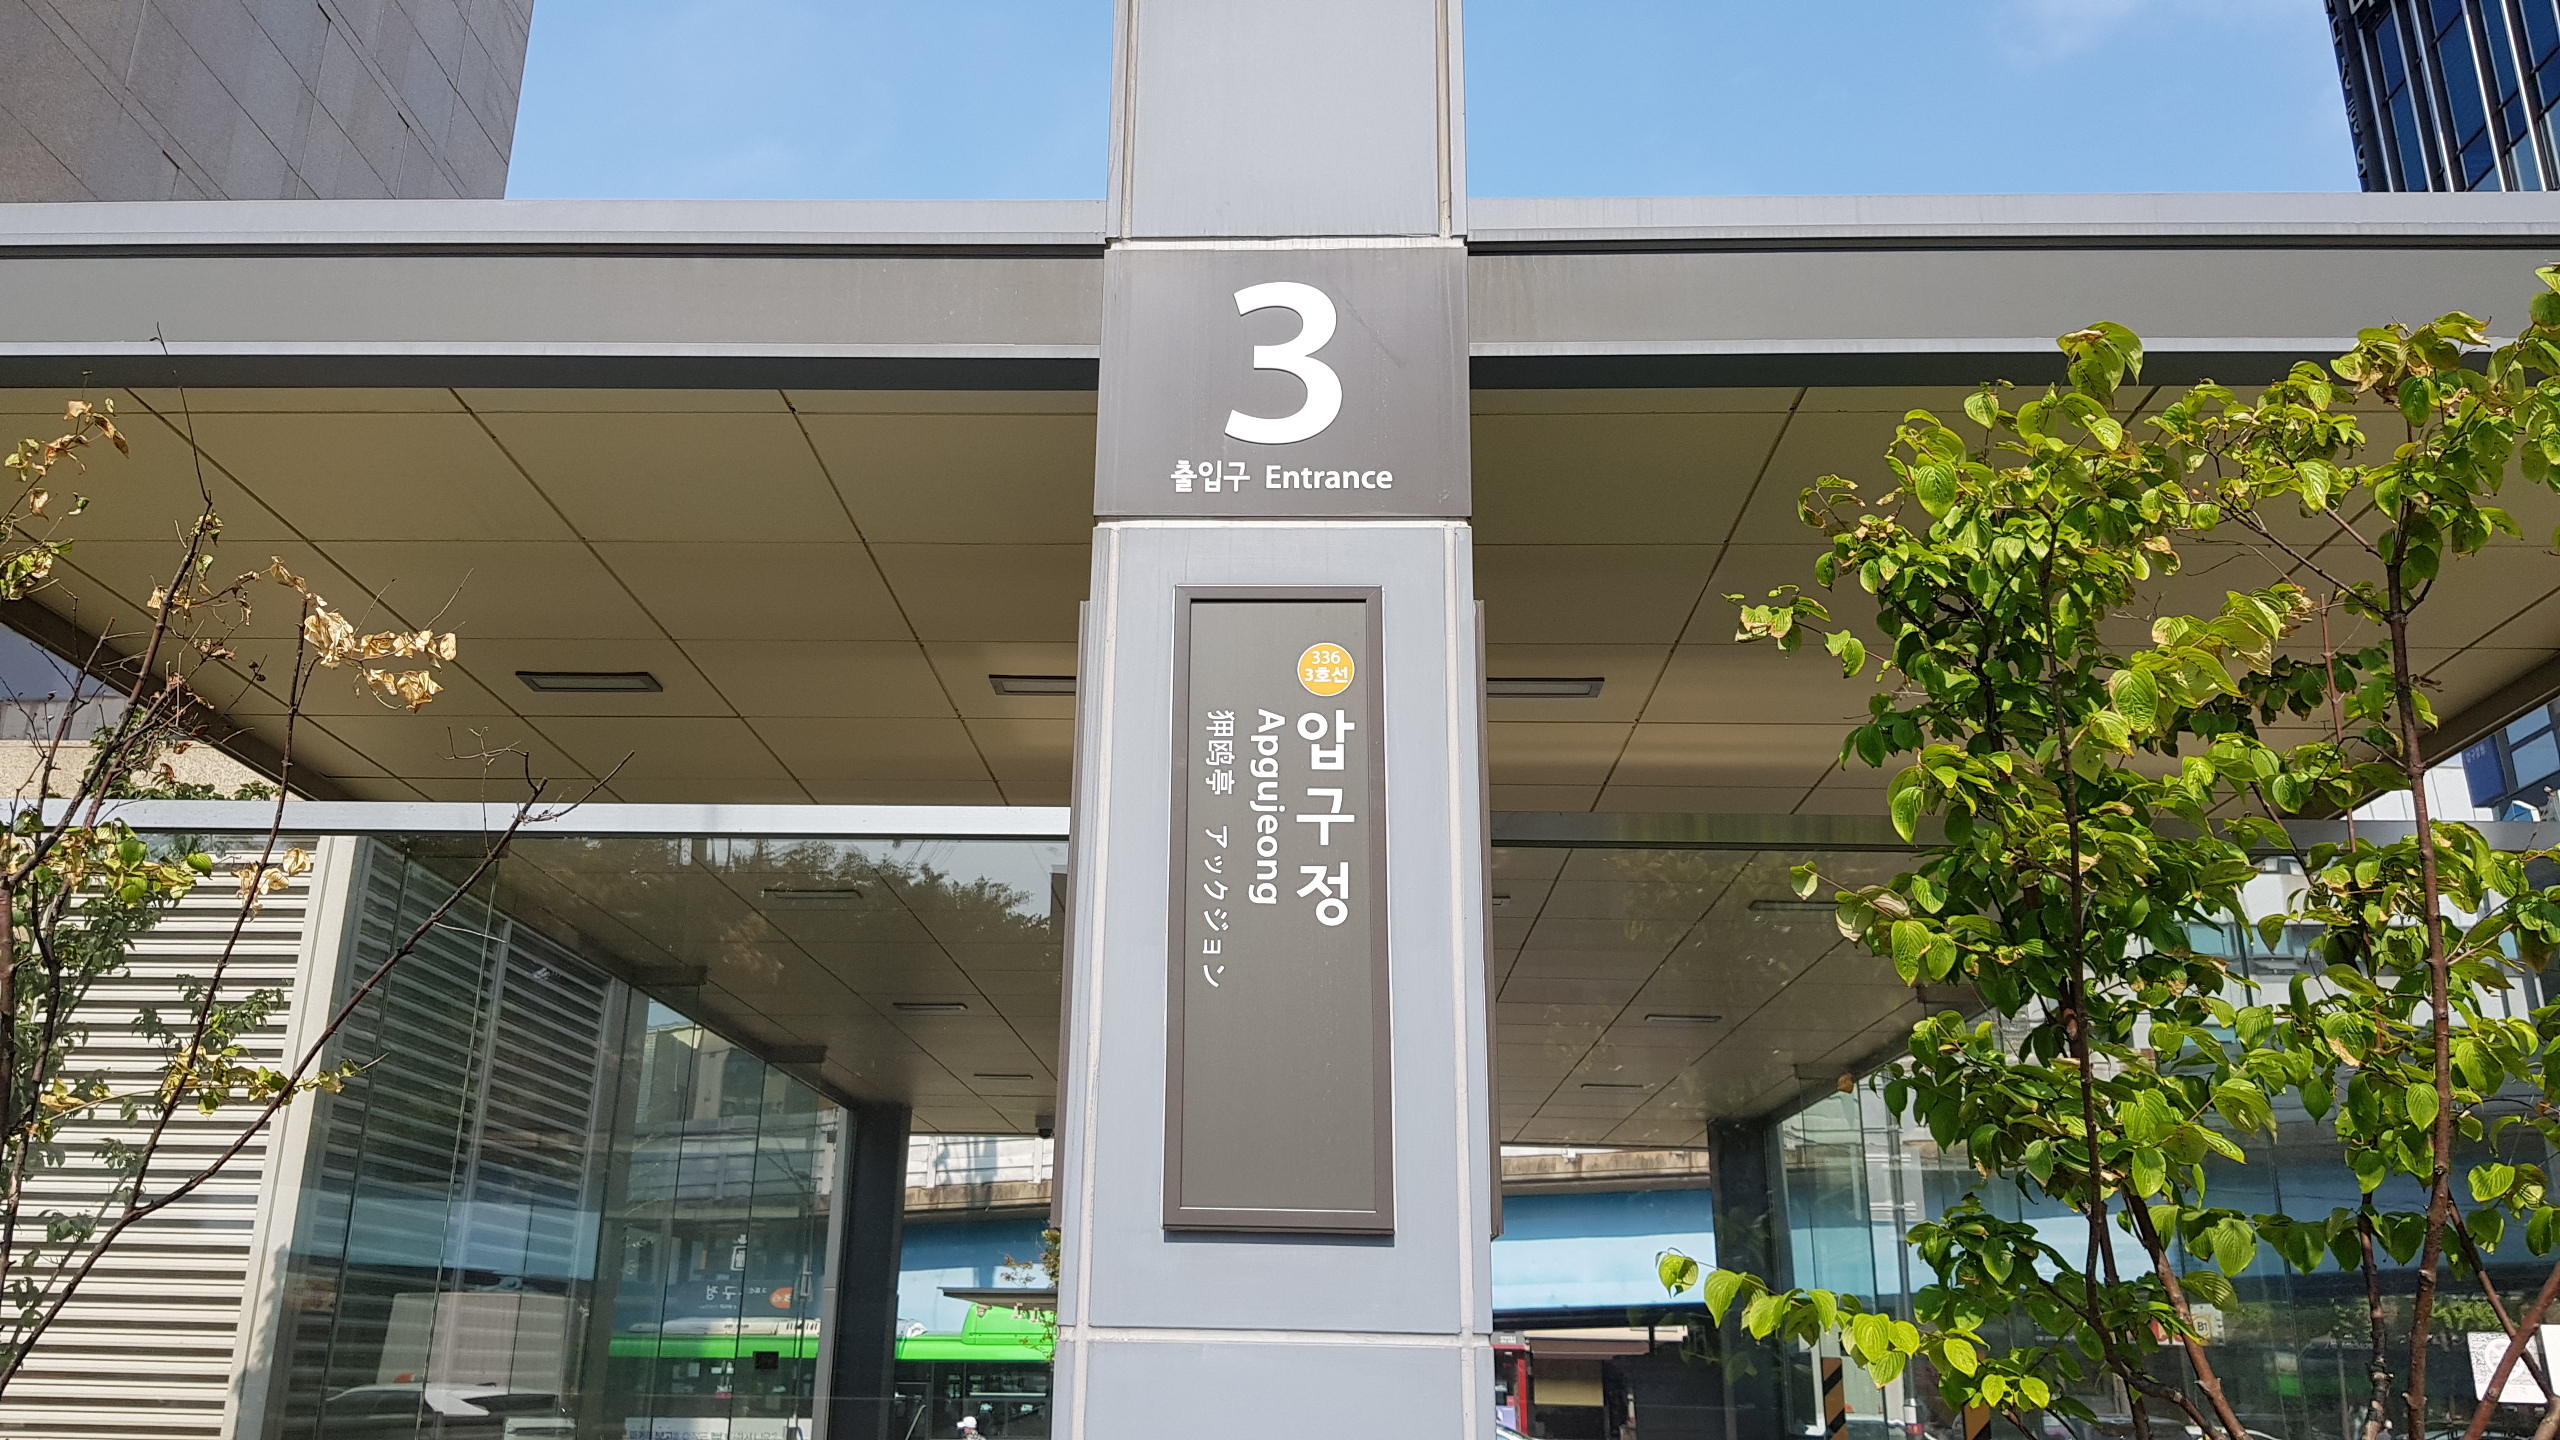 3
출입구 Entrance
336
3호선
압구정
Apgujeong
狎鸥亭 アックジョン